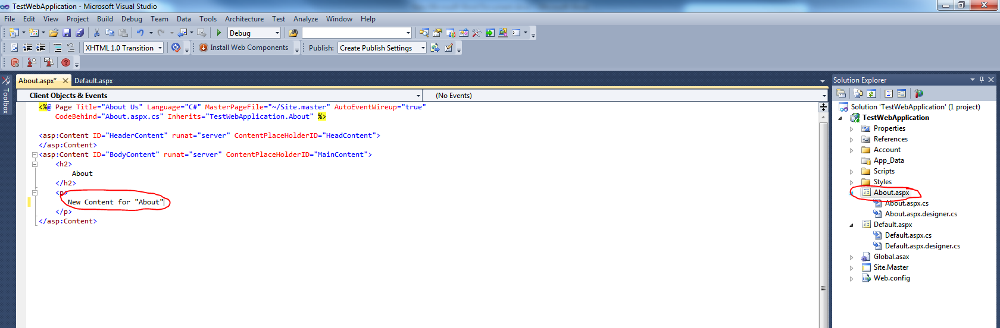 TestWebApplication - Microsoft Visual Studio
File Edit View Project Build Debug Team Data Tools Architecture Test Analyze Window Help
Debug
XHTML 1.0 Transition Install Web Components Publish: Create Publish Settings
Toolbox
About.aspx* Default.aspx
Client Objects & Events (No Events)
<%@ Page Title="About Us" Language="C#" MasterPageFile="~/Site.master" AutoEventWireup="true"
CodeBehind="About.aspx.cs" Inherits="TestWebApplication.About" %>
<asp:Content ID="HeaderContent" runat="server" ContentPlaceHolderID="HeadContent">
</asp:Content>
<asp:Content ID="BodyContent" runat="server" ContentPlaceHolderID="MainContent">
<h2>
About
</h2>
<p>
New Content for "About"
</p>
</asp:Content>
Solution Explorer
Solution 'TestWebApplication' (1 project)
TestWebApplication
Properties
References
Account
App_Data
Scripts
Styles
About.aspx
About.aspx.cs
About.aspx.designer.cs
Default.aspx
Default.aspx.cs
Default.aspx.designer.cs
Global.asax
Site.Master
Web.config